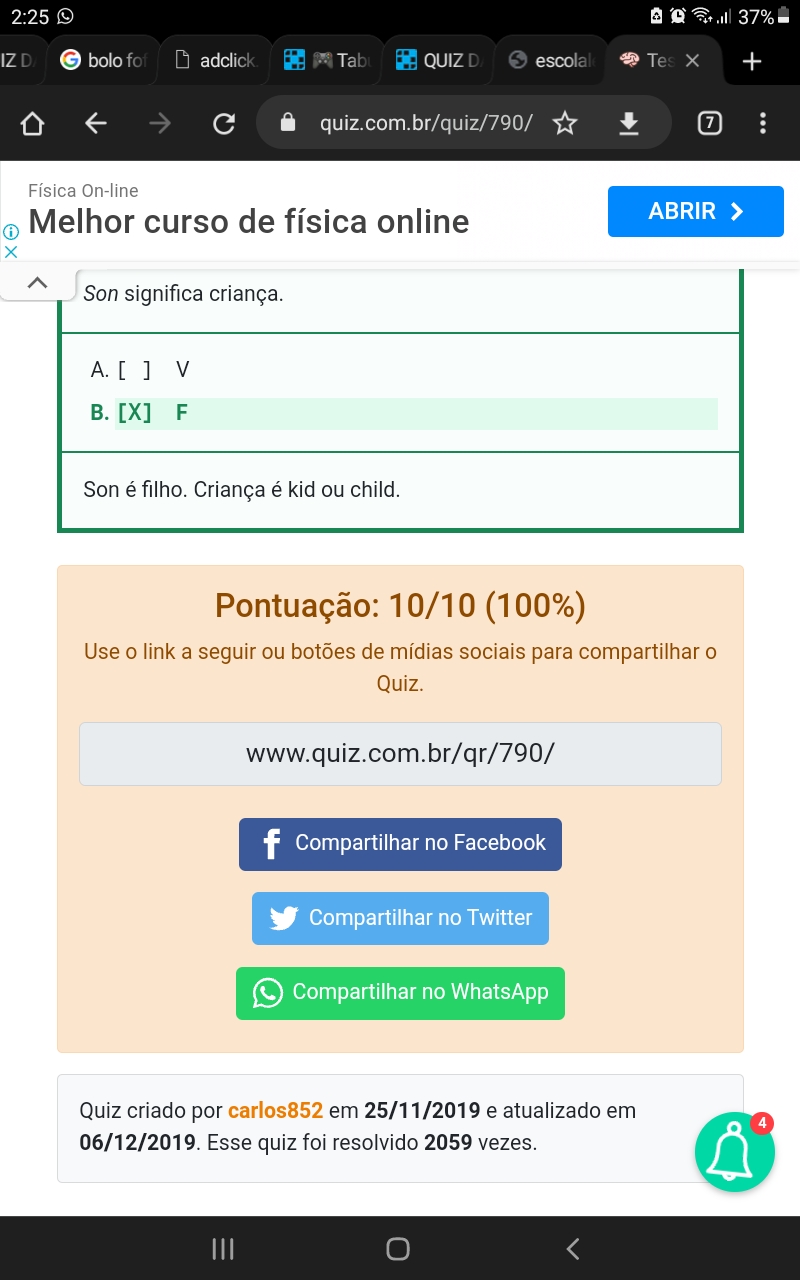 2:25 37%
IZ D bolo fof adclick. Tab QUIZ D escolal Tes
quiz.com.br/quiz/790/ 7
Física On-line
Melhor curso de física online
ABRIR
Son significa criança.
A. [ ] V
B. [X] F
Son é filho. Criança é kid ou child.
Pontuação: 10/10 (100%)
Use o link a seguir ou botões de mídias sociais para compartilhar o
Quiz.
www.quiz.com.br/qr/790/
Compartilhar no Facebook
Compartilhar no Twitter
Compartilhar no WhatsApp
Quiz criado por carlos852 em 25/11/2019 e atualizado em
06/12/2019. Esse quiz foi resolvido 2059 vezes.
4